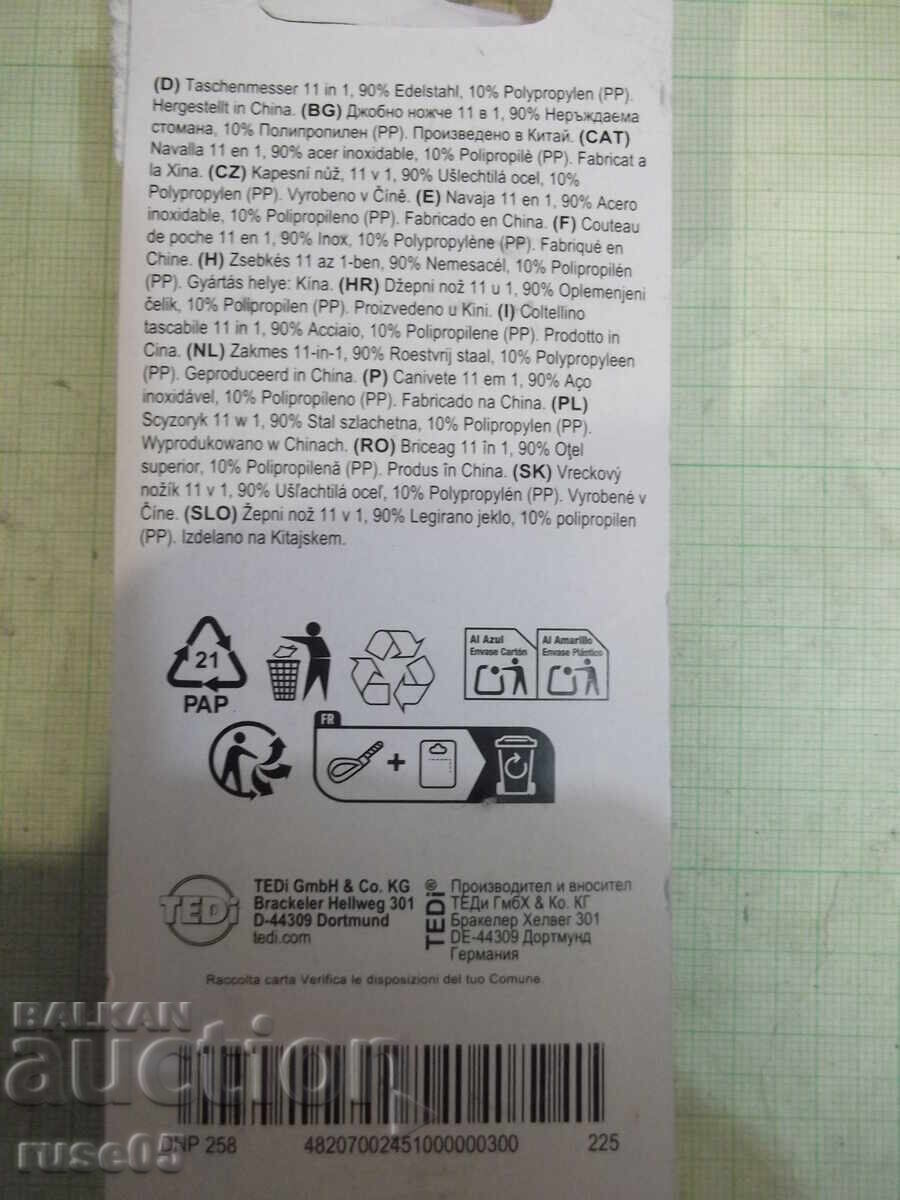 (D) Taschenmesser 11 in 1, 90% Edelstahl, 10% Polypropylen (PP).
Hergestellt in China. (BG) Джобно ножче 11 в 1, 90% Неръждаема
стомана, 10% Полипропилен (PP). Произведено в Китай. (CAT)
Navalla 11 en 1, 90% acer inoxidable, 10% Polipropilè (PP). Fabricat a
la Xina. (CZ) Kapesní nůž, 11 v 1, 90% Ušlechtilá ocel, 10%
Polypropylen (PP). Vyrobeno v Číně. (E) Navaja 11 en 1, 90% Acero
inoxidable, 10% Polipropileno (PP). Fabricado en China. (F) Couteau
de poche 11 en 1, 90% Inox, 10% Polypropylène (PP). Fabriqué en
Chine. (H) Zsebkés 11 az 1-ben, 90% Nemesacél, 10% Polipropilén
(PP). Gyártás helye: Kína. (HR) Džepni nož 11 u 1, 90% Oplemenjeni
čelik, 10% Polipropilen (PP). Proizvedeno u Kini. (I) Coltellino
tascabile 11 in 1, 90% Acciaio, 10% Polipropilene (PP). Prodotto in
Cina. (NL) Zakmes 11-in-1, 90% Roestvrij staal, 10% Polypropyleen
(PP). Geproduceerd in China. (P) Canivete 11 em 1, 90% Aço
inoxidável, 10% Polipropileno (PP). Fabricado na China. (PL)
Scyzoryk 11 w 1, 90% Stal szlachetna, 10% Polipropylen (PP).
Wyprodukowano w Chinach. (RO) Briceag 11 în 1, 90% Oţel
superior, 10% Polipropilenă (PP). Produs în China. (SK) Vreckový
nožík 11 v 1, 90% Ušľachtilá oceľ, 10% Polypropylén (PP). Vyrobené v
Číne. (SLO) Žepni nož 11 v 1, 90% Legirano jeklo, 10% polipropilen
(PP). Izdelano na Kitajskem.
21
PAP
Al Azul
Envase Cartón
Al Amarillo
Envase Plástico
FR
+
TEDi
TEDi GmbH & Co. KG
Brackeler Hellweg 301
D-44309 Dortmund
tedi.com
TEDi®
Производител и вносител
ТЕДи ГмбХ & Ко. КГ
Бракелер Хелвег 301
DE-44309 Дортмунд
Германия
Raccolta carta Verifica le disposizioni del tuo Comune.
BALKAN
auction
DNP 258
48207002451000000300
225
ruse05